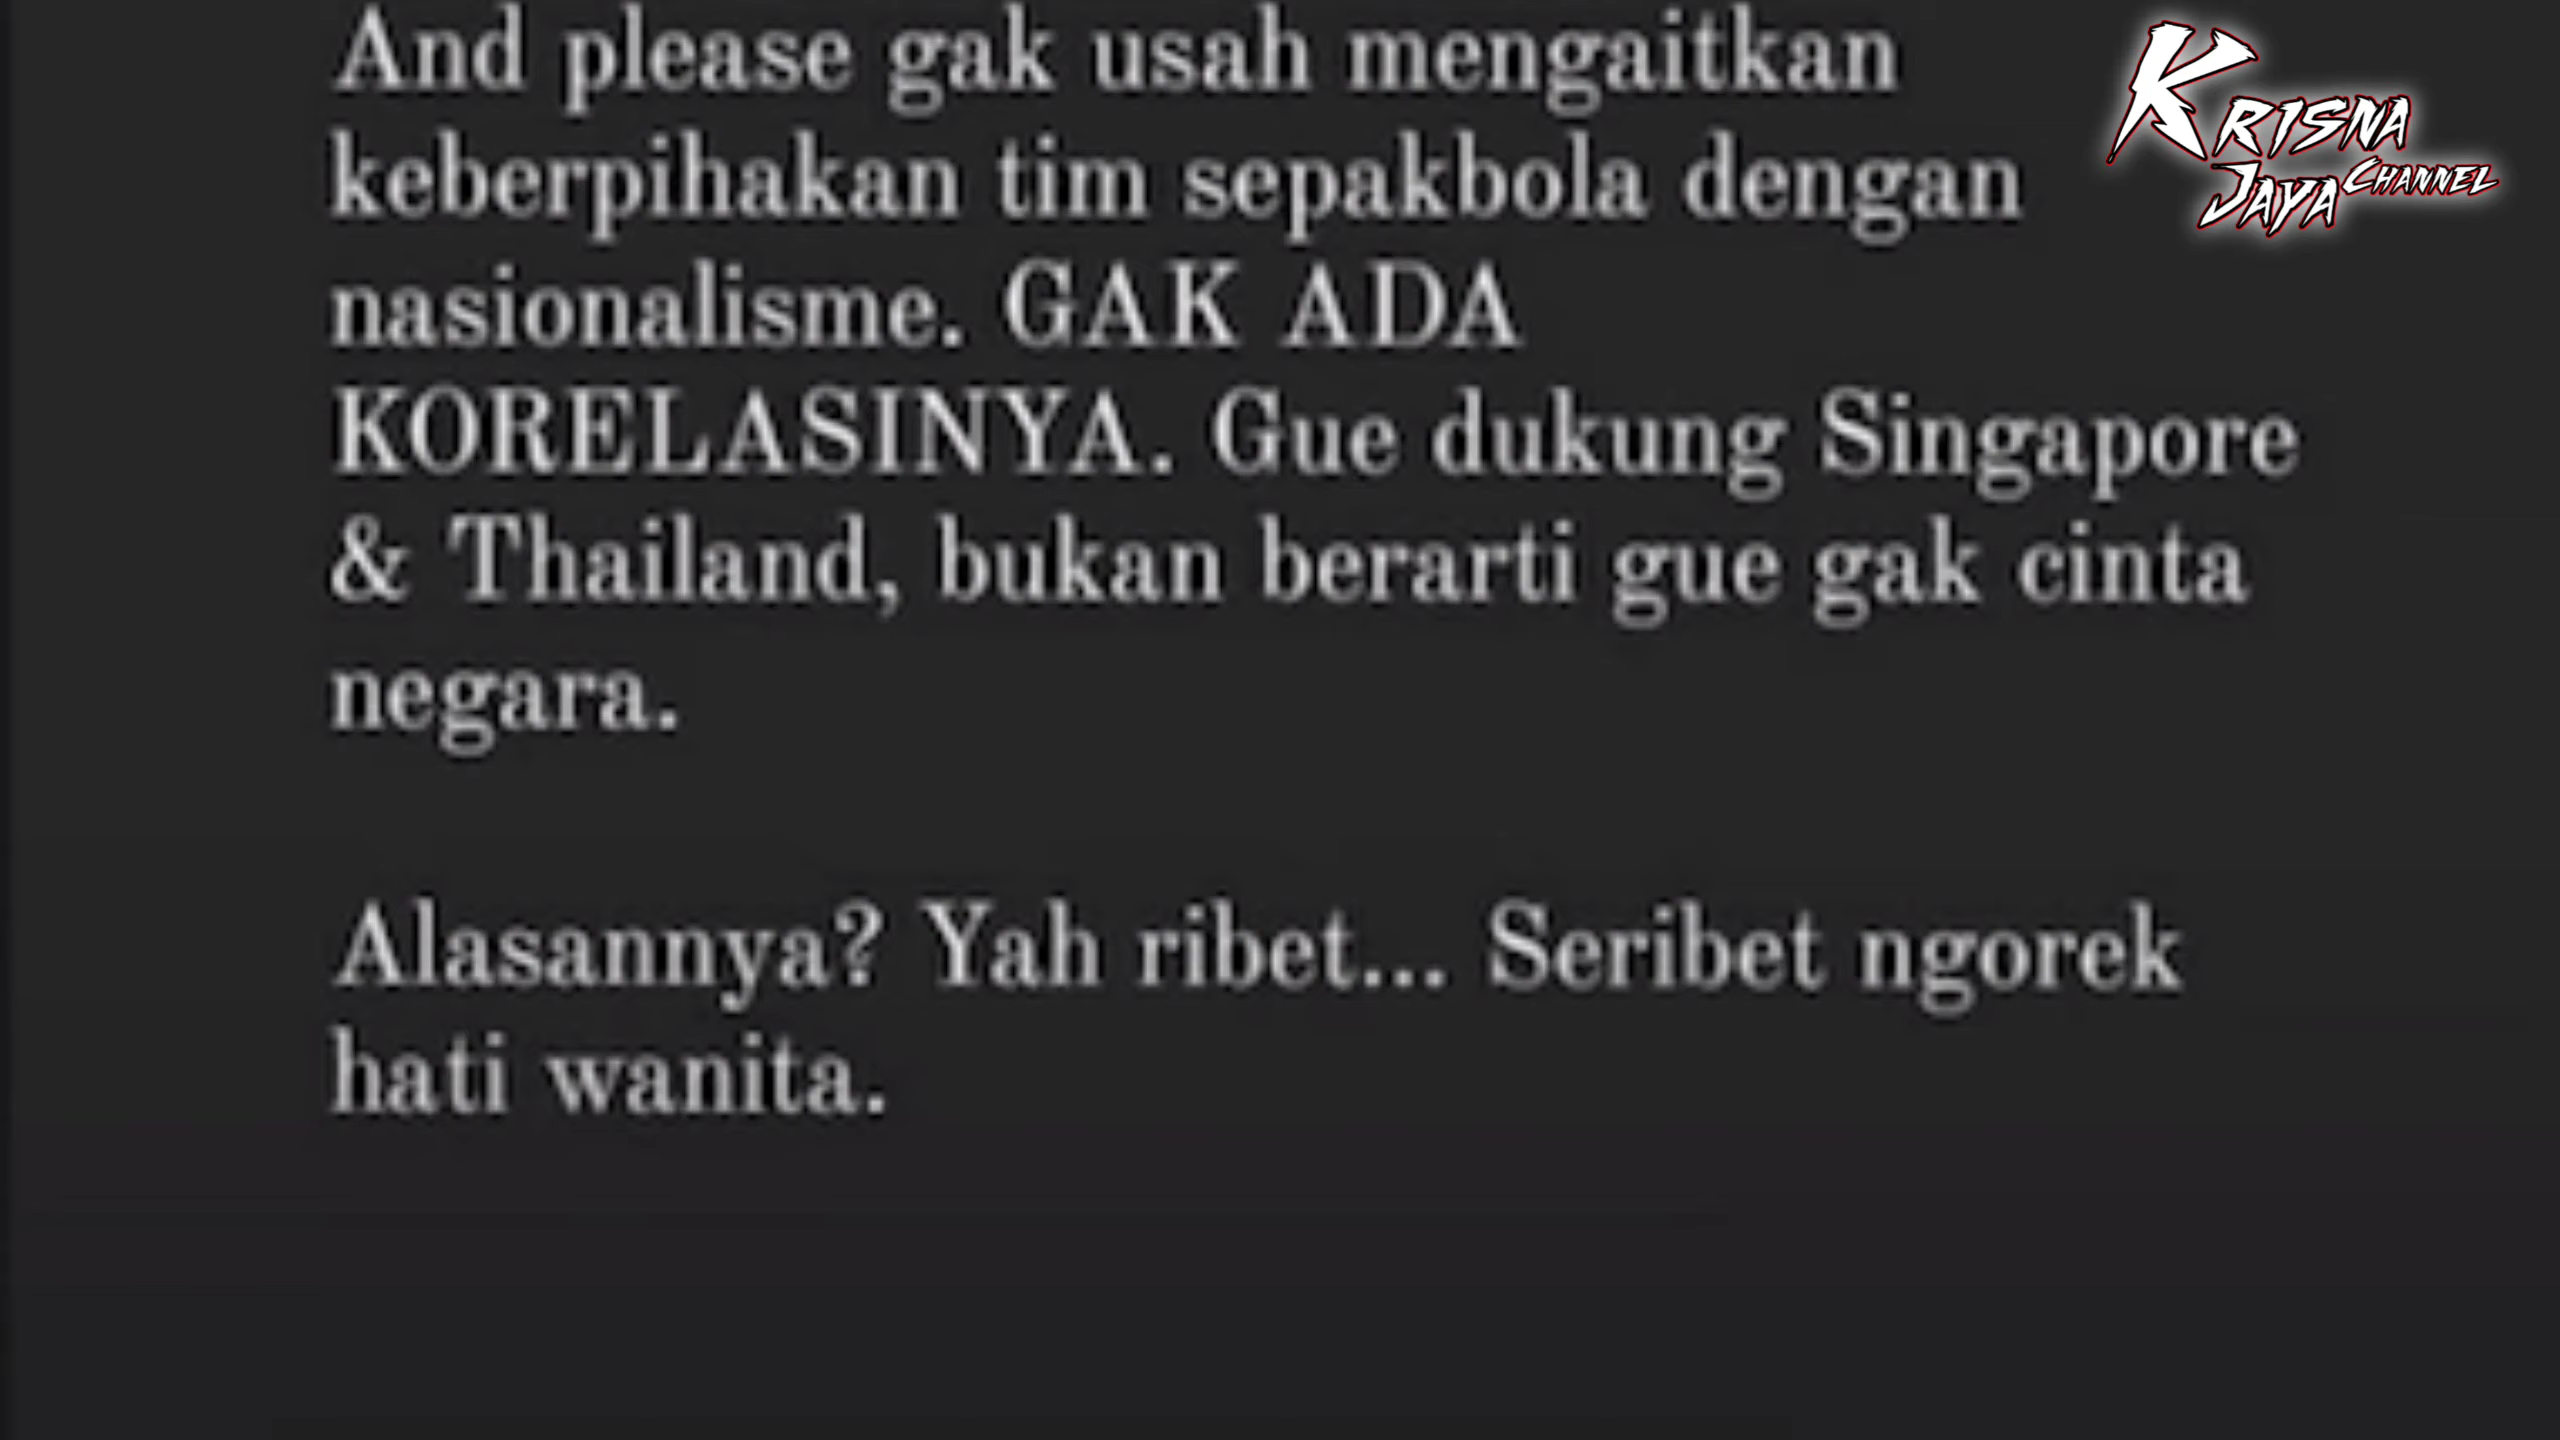 And please gak usah mengaitkan
keberpihakan tim sepakbola dengan
nasionalisme. GAK ADA
KORELASINYA. Gue dukung Singapore
& Thailand, bukan berarti gue gak cinta
negara.
Alasannya? Yah ribet... Seribet ngorek
hati wanita.
KRISNA
JAYA CHANNEL